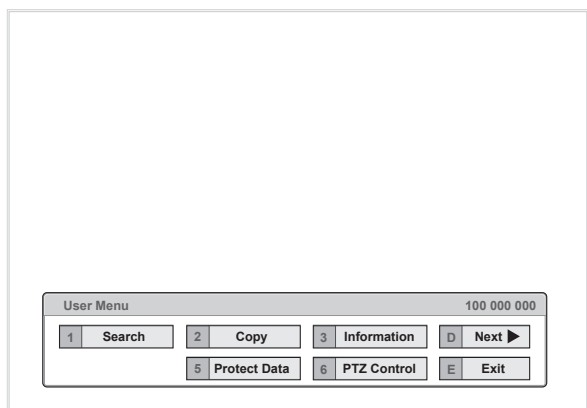 User Menu 100 000 000
1 Search 2 Copy 3 Information D Next ▶
5 Protect Data 6 PTZ Control E Exit